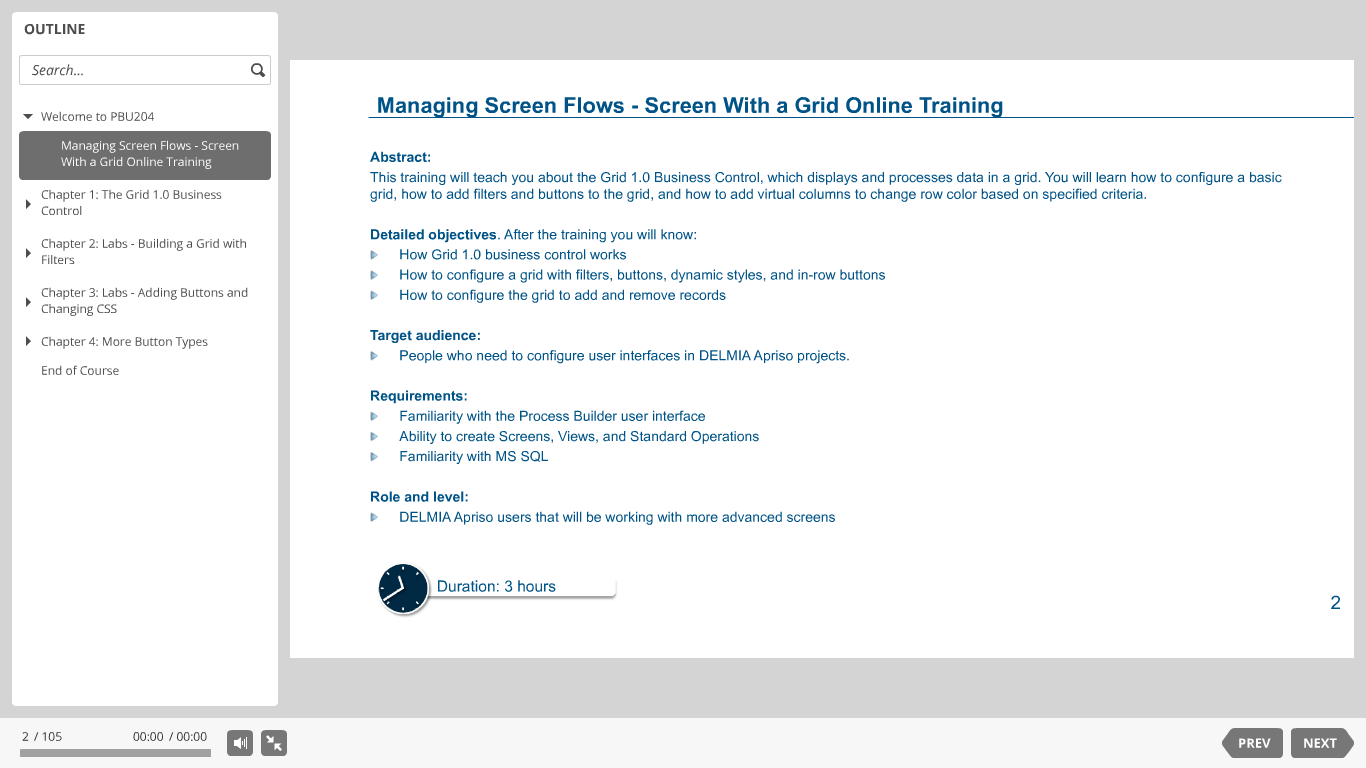 OUTLINE
Search...
Welcome to PBU204
Managing Screen Flows - Screen
With a Grid Online Training
Chapter 1: The Grid 1.0 Business
Control
Chapter 2: Labs - Building a Grid with
Filters
Chapter 3: Labs - Adding Buttons and
Changing CSS
Chapter 4: More Button Types
End of Course
Managing Screen Flows - Screen With a Grid Online Training
Abstract:
This training will teach you about the Grid 1.0 Business Control, which displays and processes data in a grid. You will learn how to configure a basic
grid, how to add filters and buttons to the grid, and how to add virtual columns to change row color based on specified criteria.
Detailed objectives. After the training you will know:
How Grid 1.0 business control works
How to configure a grid with filters, buttons, dynamic styles, and in-row buttons
How to configure the grid to add and remove records
Target audience:
People who need to configure user interfaces in DELMIA Apriso projects.
Requirements:
Familiarity with the Process Builder user interface
Ability to create Screens, Views, and Standard Operations
Familiarity with MS SQL
Role and level:
DELMIA Apriso users that will be working with more advanced screens
Duration: 3 hours
2
2 / 105
00:00 / 00:00
PREV
NEXT